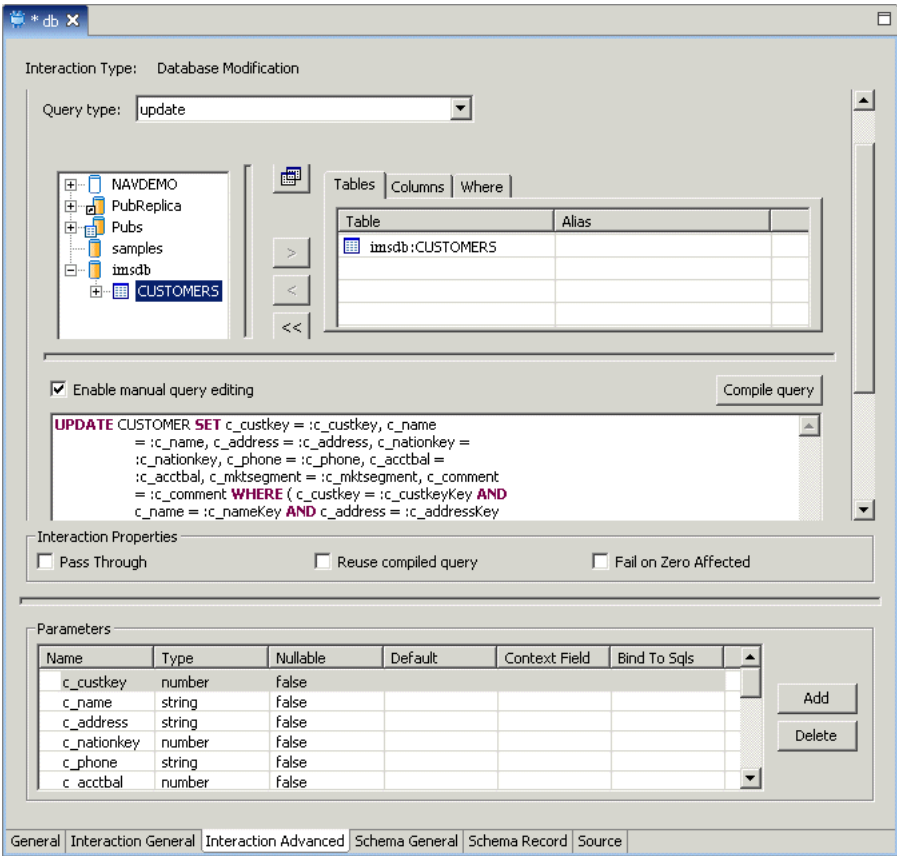 * db
Interaction Type: Database Modification
Query type: update
NAVDEMO
PubReplica
Pubs
samples
imsdb
CUSTOMERS
>
<
<<
Tables Columns Where
Table Alias
imsdb:CUSTOMERS
Enable manual query editing
Compile query
UPDATE CUSTOMER SET c_custkey = :c_custkey, c_name
= :c_name, c_address = :c_address, c_nationkey =
:c_nationkey, c_phone = :c_phone, c_acctbal =
:c_acctbal, c_mktsegment = :c_mktsegment, c_comment
= :c_comment WHERE ( c_custkey = :c_custkeyKey AND
c_name = :c_nameKey AND c_address = :c_addressKey
Interaction Properties
Pass Through Reuse compiled query Fail on Zero Affected
Parameters
Name Type Nullable Default Context Field Bind To Sqls
c_custkey number false
c_name string false
c_address string false
c_nationkey number false
c_phone string false
c_acctbal number false
Add
Delete
General Interaction General Interaction Advanced Schema General Schema Record Source